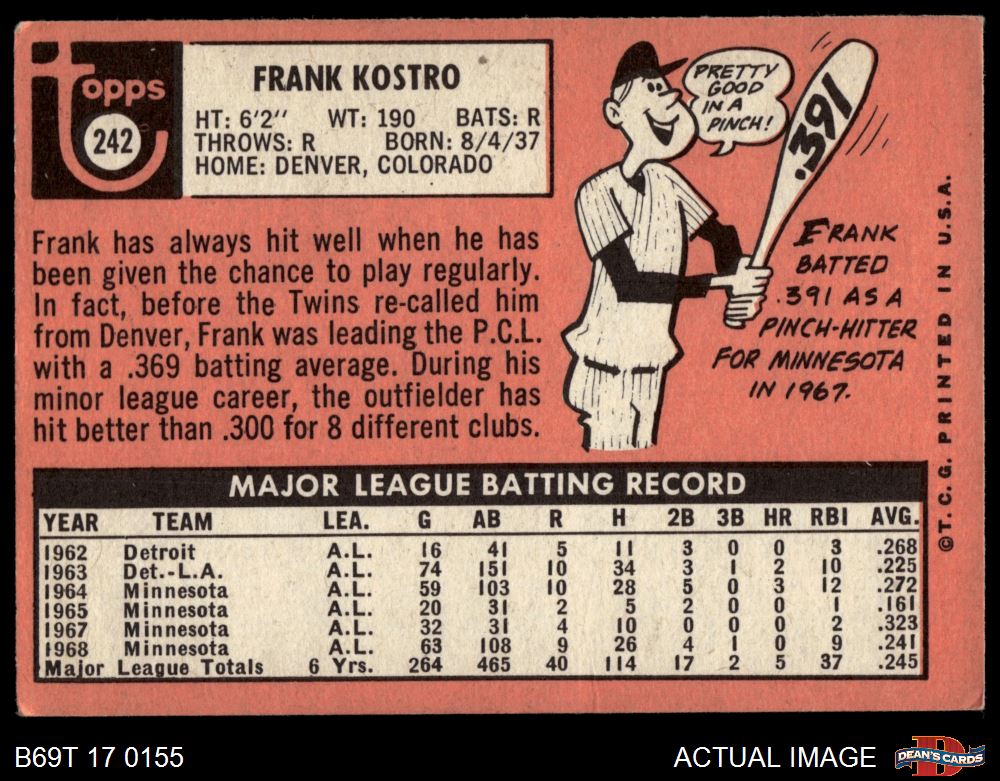 topps
242
FRANK KOSTRO
HT: 6'2" WT: 190 BATS: R
THROWS: R BORN: 8/4/37
HOME: DENVER, COLORADO
Frank has always hit well when he has
been given the chance to play regularly.
In fact, before the Twins re-called him
from Denver, Frank was leading the P.C.L.
with a .369 batting average. During his
minor league career, the outfielder has
hit better than .300 for 8 different clubs.
PRETTY
GOOD
IN A
PINCH!
.391
FRANK
BATTED
.391 AS A
PINCH-HITTER
FOR MINNESOTA
IN 1967.
©T.C.G. PRINTED IN U.S.A.
MAJOR LEAGUE BATTING RECORD
YEAR TEAM LEA. G AB R H 2B 3B HR RBI AVG.
1962 Detroit A.L. 16 41 5 11 3 0 0 3 .268
1963 Det.-L.A. A.L. 74 151 10 34 3 1 2 10 .225
1964 Minnesota A.L. 59 103 10 28 5 0 3 12 .272
1965 Minnesota A.L. 20 31 2 5 2 0 0 1 .161
1967 Minnesota A.L. 32 31 4 10 0 0 0 2 .323
1968 Minnesota A.L. 63 108 9 26 4 1 0 9 .241
Major League Totals 6 Yrs. 264 465 40 114 17 2 5 37 .245
B69T 17 0155
ACTUAL IMAGE
D
DEAN'S CARDS